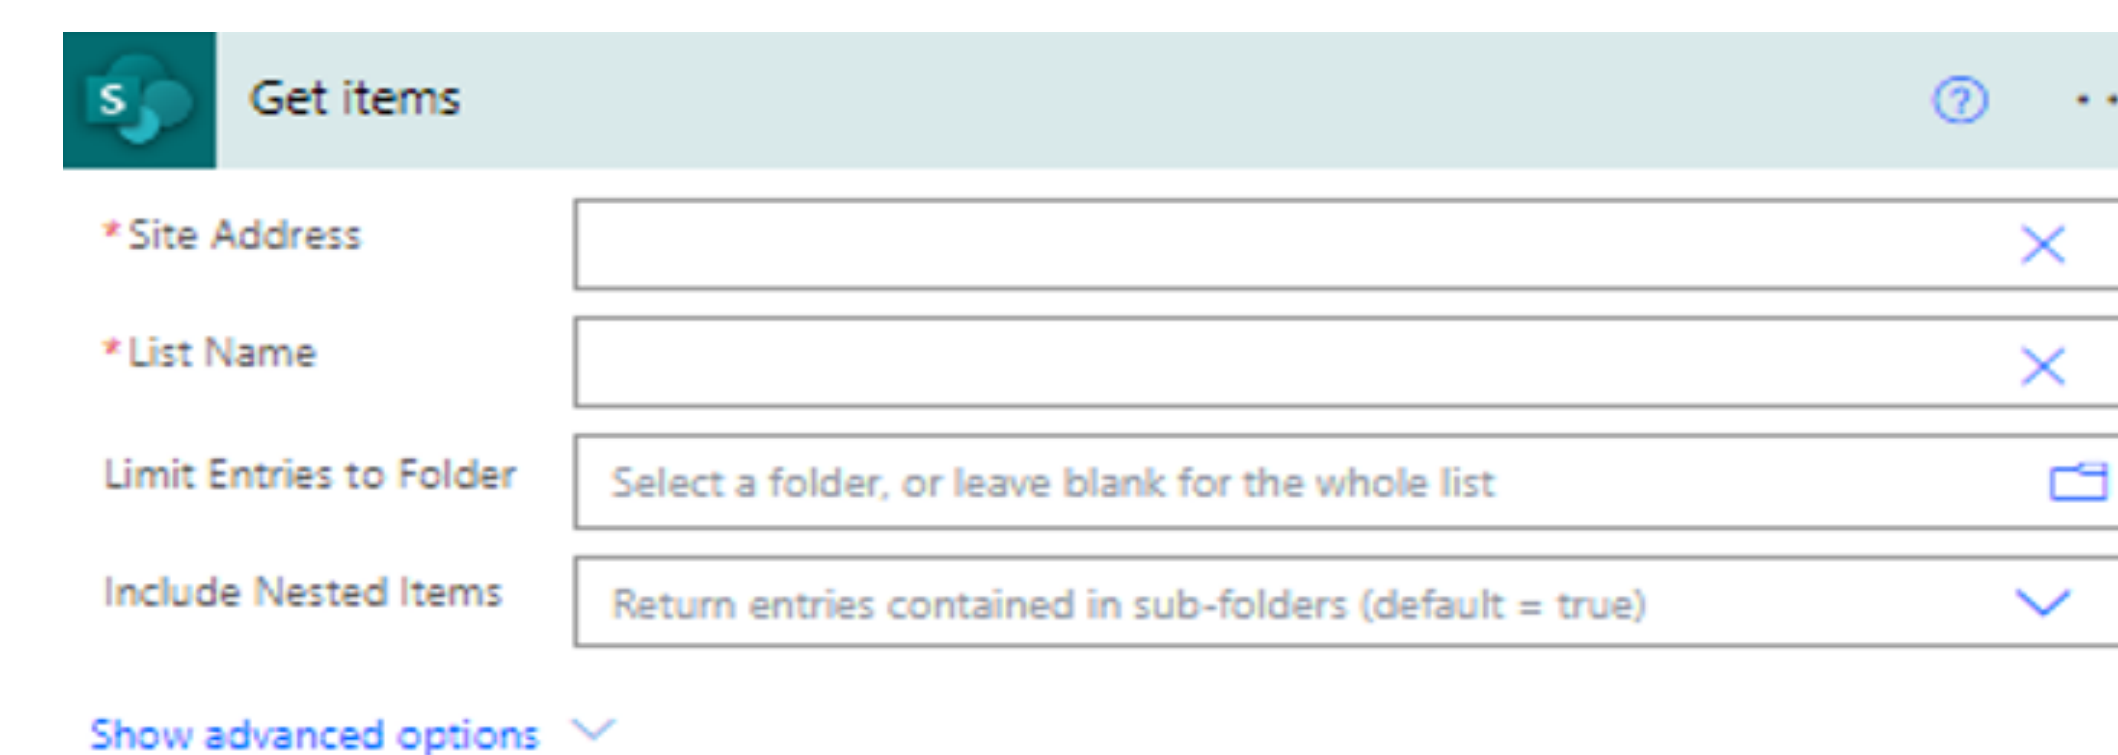 S Get items
* Site Address
* List Name
Limit Entries to Folder Select a folder, or leave blank for the whole list
Include Nested Items Return entries contained in sub-folders (default = true)
Show advanced options